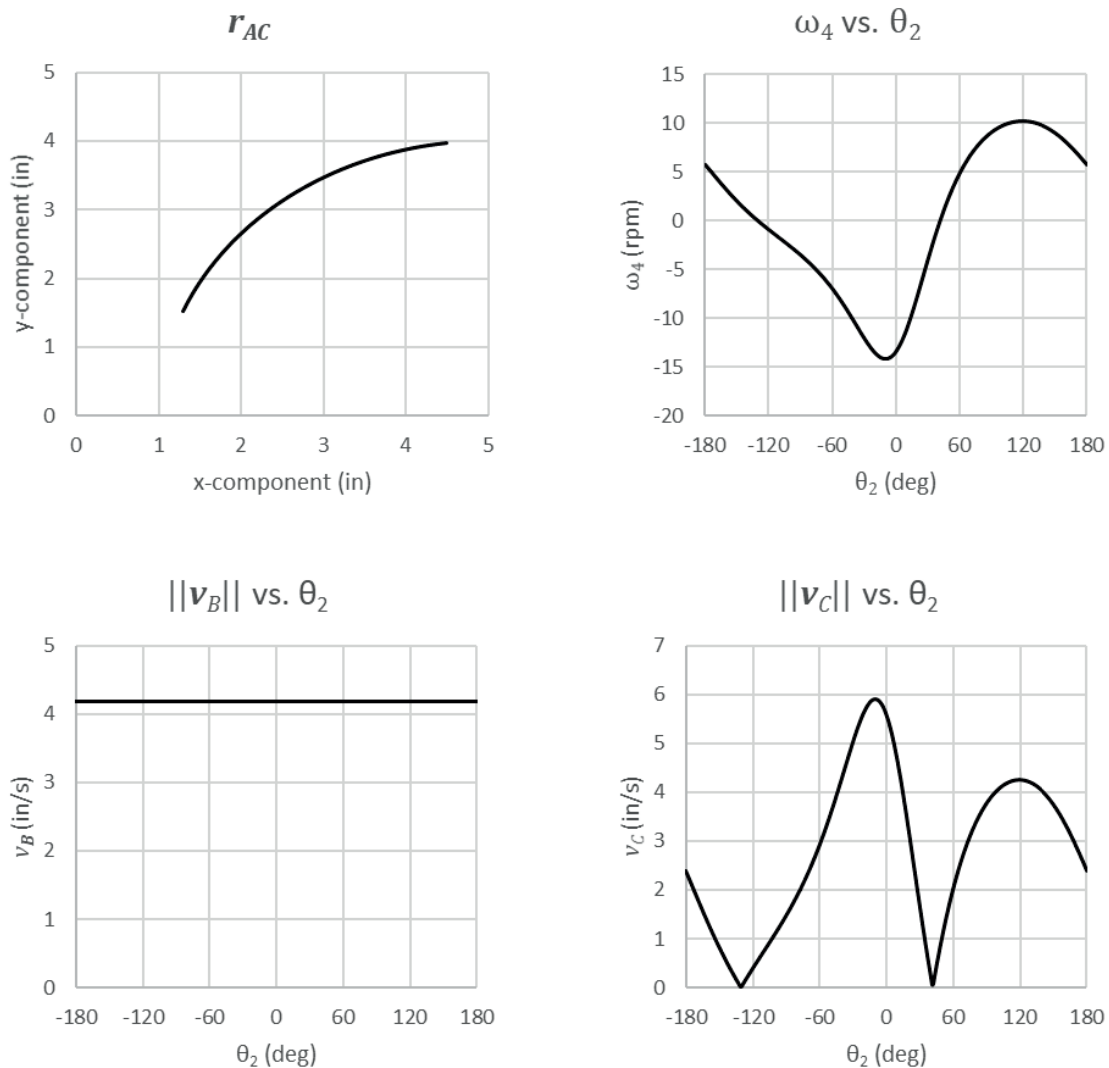 r_AC
5
4
3
2
1
0
0 1 2 3 4 5
y-component (in)
x-component (in)
ω₄ vs. θ₂
15
10
5
0
-5
-10
-15
-20
-180 -120 -60 0 60 120 180
ω₄ (rpm)
θ₂ (deg)
||v_B|| vs. θ₂
5
4
3
2
1
0
-180 -120 -60 0 60 120 180
v_B (in/s)
θ₂ (deg)
||v_C|| vs. θ₂
7
6
5
4
3
2
1
0
-180 -120 -60 0 60 120 180
v_C (in/s)
θ₂ (deg)